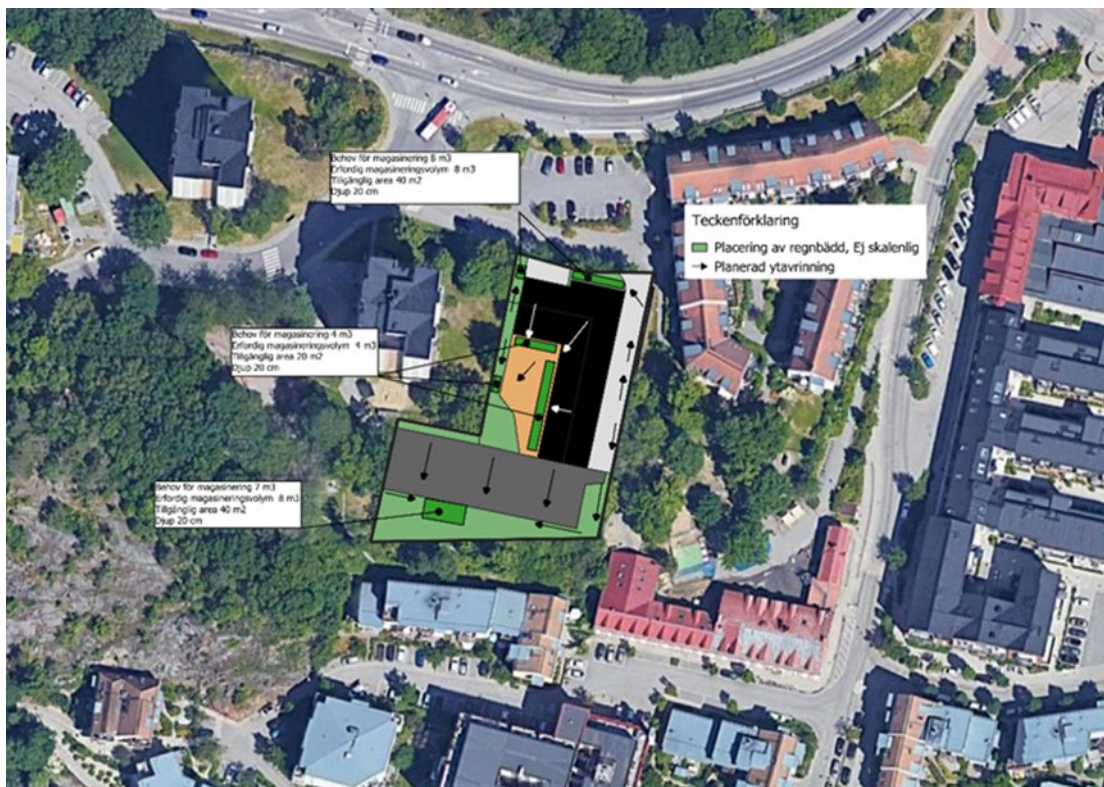 Behov för magasinering 6 m3
Erfordig magasineringsvolym 8 m3
Tillgänglig area 40 m2
Djup 20 cm
Teckenförklaring
Placering av regnbädd, Ej skalenlig
Planerad ytavrinning
Behov för magasinering 4 m3
Erfordig magasineringsvolym 4 m3
Tillgänglig area 20 m2
Djup 20 cm
Behov för magasinering 7 m3
Erfordig magasineringsvolym 8 m3
Tillgänglig area 40 m2
Djup 20 cm